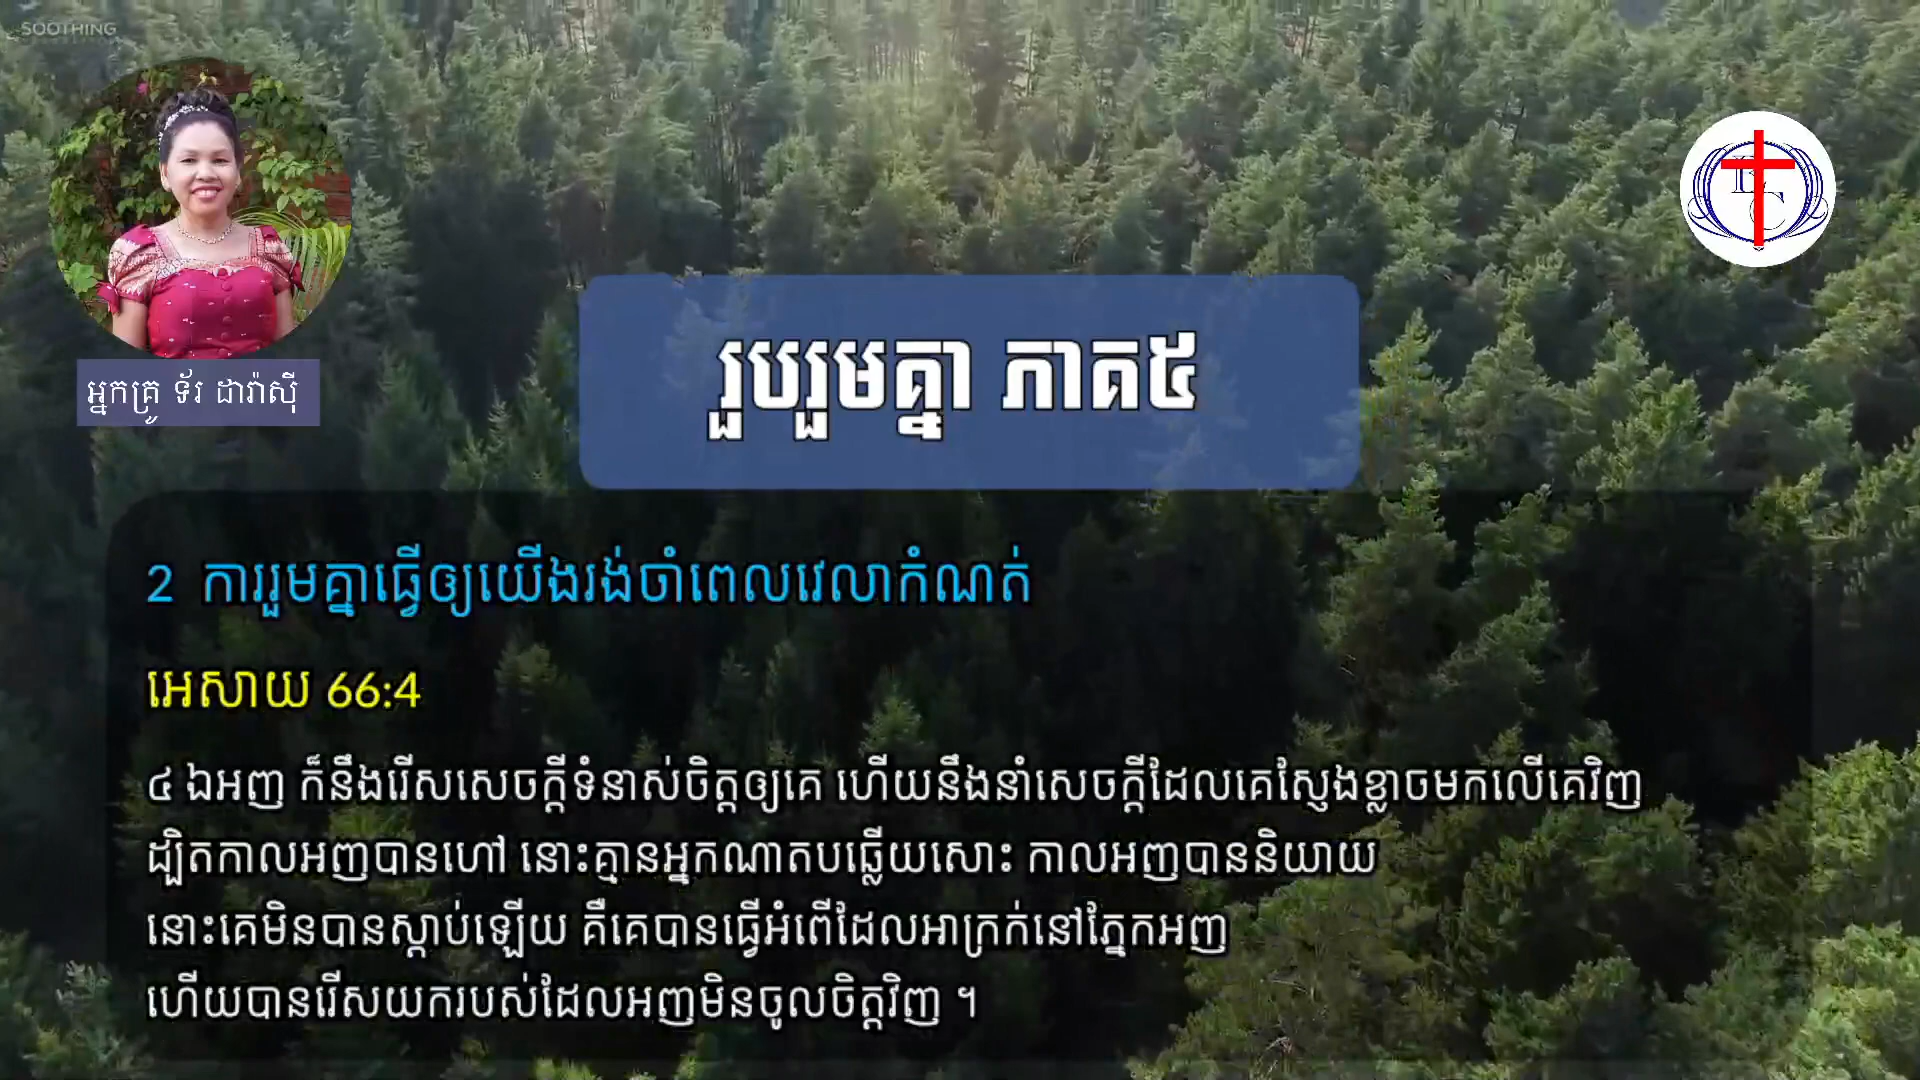 SOOTHING
អ្នកគ្រូ ទ័រ ដារ៉ាស៊ី
រួបរួមគ្នា ភាគ៥
2 ការរួមគ្នាធ្វើឲ្យយើងរង់ចាំពេលវេលាកំណត់
អេសាយ 66:4
៤ ឯអញ ក៏នឹងរើសសេចក្ដីទំនាស់ចិត្តឲ្យគេ ហើយនឹងនាំសេចក្ដីដែលគេស្ញែងខ្លាចមកលើគេវិញ
ដ្បិតកាលអញបានហៅ នោះគ្មានអ្នកណាតបឆ្លើយសោះ កាលអញបាននិយាយ
នោះគេមិនបានស្តាប់ឡើយ គឺគេបានធ្វើអំពើដែលអាក្រក់នៅភ្នែកអញ
ហើយបានរើសយករបស់ដែលអញមិនចូលចិត្តវិញ ។